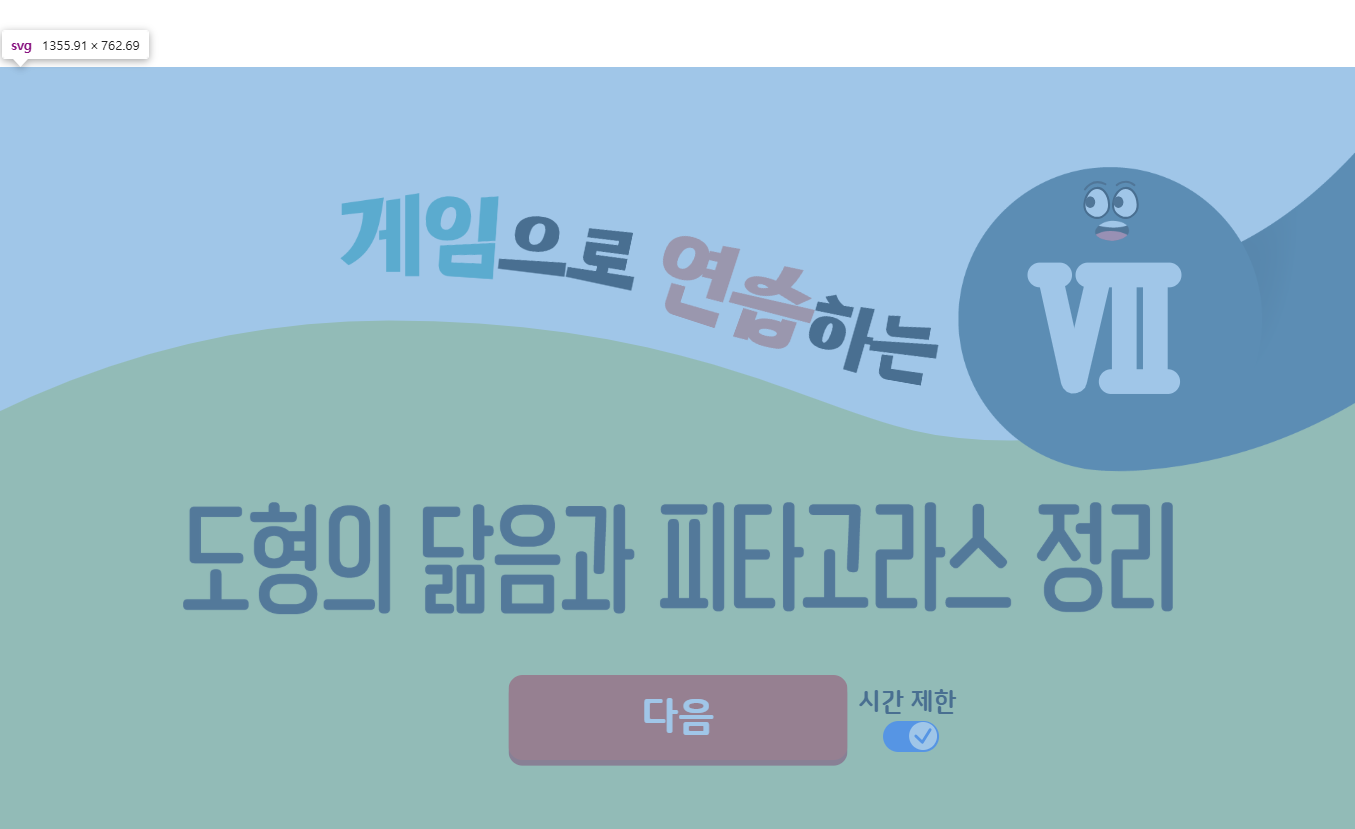 svg 1355.91 × 762.69
게임으로 연습하는
VII
도형의 닮음과 피타고라스 정리
다음
시간 제한